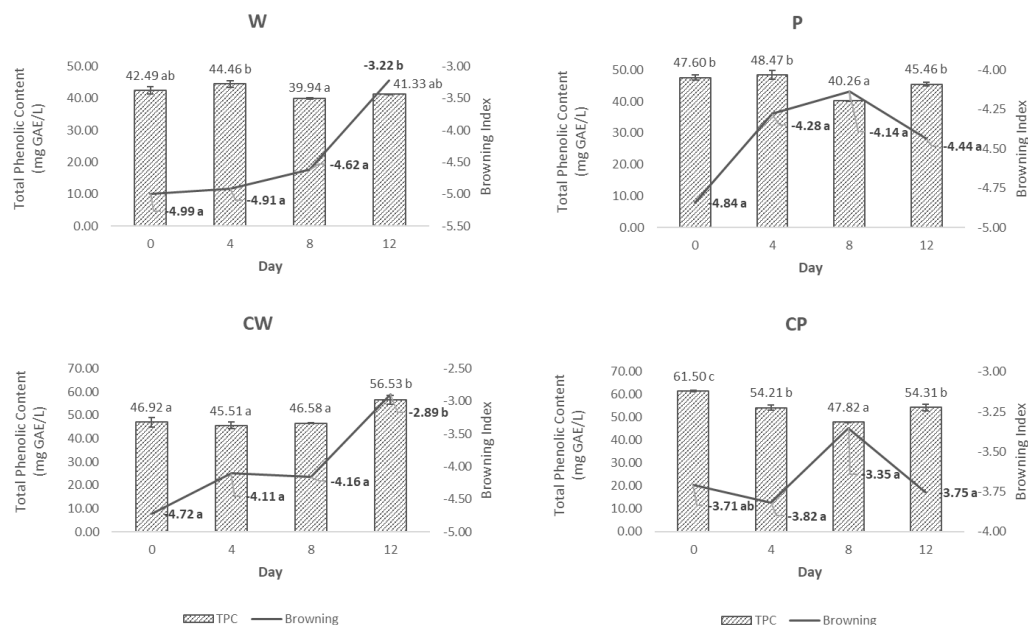 W
Total Phenolic Content
(mg GAE/L)
50.00
40.00
30.00
20.00
10.00
0.00
42.49 ab
44.46 b
39.94 a
41.33 ab
-4.99 a
-4.91 a
-4.62 a
-3.22 b
-3.00
-3.50
-4.00
-4.50
-5.00
-5.50
Browning Index
0 4 8 12
Day
P
Total Phenolic Content
(mg GAE/L)
50.00
40.00
30.00
20.00
10.00
0.00
47.60 b
48.47 b
40.26 a
45.46 b
-4.84 a
-4.28 a
-4.14 a
-4.44 a
-4.00
-4.25
-4.50
-4.75
-5.00
Browning Index
0 4 8 12
Day
CW
Total Phenolic Content
(mg GAE/L)
70.00
60.00
50.00
40.00
30.00
20.00
10.00
0.00
46.92 a
45.51 a
46.58 a
56.53 b
-4.72 a
-4.11 a
-4.16 a
-2.89 b
-2.50
-3.00
-3.50
-4.00
-4.50
-5.00
Browning Index
0 4 8 12
Day
TPC Browning
CP
Total Phenolic Content
(mg GAE/L)
70.00
60.00
50.00
40.00
30.00
20.00
10.00
0.00
61.50 c
54.21 b
47.82 a
54.31 b
-3.71 ab
-3.82 a
-3.35 a
-3.75 a
-3.00
-3.25
-3.50
-3.75
-4.00
Browning Index
0 4 8 12
Day
TPC Browning